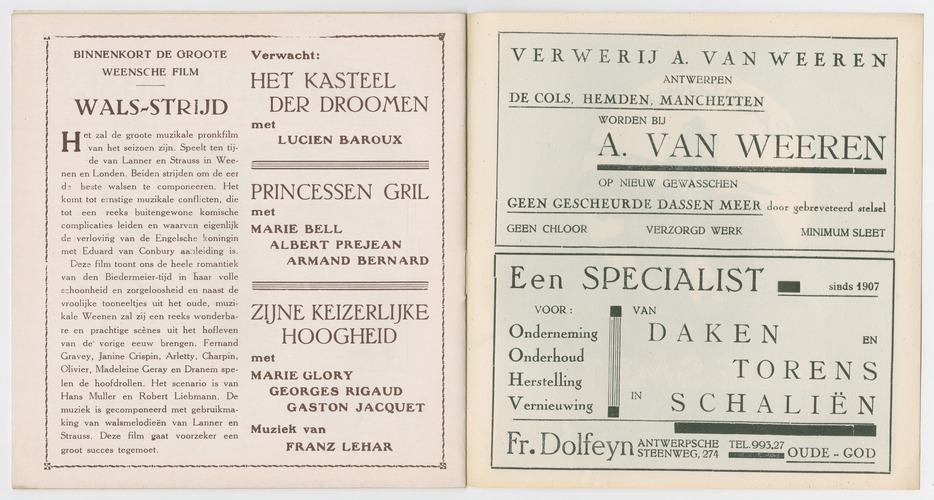 BINNENKORT DE GROOTE
WEENSCHE FILM
WALS-STRIJD
Het zal de groote muzikale pronkfilm
van het seizoen zijn. Speelt ten tij-
de van Lanner en Strauss in Wee-
nen en Londen. Beiden strijden om de eer
de beste walsen te componeeren. Het
komt tot ernstige muzikale conflicten, die
tot een reeks buitengewone komische
complicaties leiden en waarvan eigenlijk
de verloving van de Engelsche koningin
met Eduard van Conbury aanleiding is.
Deze film toont ons de heele romantiek
van den Biedermeier-tijd in haar volle
schoonheid en zorgeloosheid en naast de
vroolijke tooneeltjes uit het oude, muzi-
kale Weenen zal zij een reeks wonderba-
re en prachtige scènes uit het hofleven
van de vorige eeuw brengen. Fernand
Gravey, Janine Crispin, Arletty, Charpin,
Olivier, Madeleine Geray en Dranem spe-
len de hoofdrollen. Het scenario is van
Hans Muller en Robert Liebmann. De
muziek is gecomponeerd met gebruikma-
king van walsmelodieën van Lanner en
Strauss. Deze film gaat voorzeker een
groot succes tegemoet.
Verwacht:
HET KASTEEL
DER DROOMEN
met
LUCIEN BAROUX
PRINCESSEN GRIL
met
MARIE BELL
ALBERT PREJEAN
ARMAND BERNARD
ZIJNE KEIZERLIJKE
HOOGHEID
met
MARIE GLORY
GEORGES RIGAUD
GASTON JACQUET
Muziek van
FRANZ LEHAR
VERWERIJ A. VAN WEEREN
ANTWERPEN
DE COLS, HEMDEN, MANCHETTEN
WORDEN BIJ
A. VAN WEEREN
OP NIEUW GEWASSCHEN
GEEN GESCHEURDE DASSEN MEER door gebreveteerd stelsel
GEEN CHLOOR VERZORGD WERK MINIMUM SLEET
Een SPECIALIST sinds 1907
VOOR: VAN
Onderneming DAKEN EN
Onderhoud TORENS
Herstelling
Vernieuwing IN SCHALIËN
Fr. Dolfeyn ANTWERPSCHE STEENWEG, 274 TEL. 993.27 OUDE-GOD